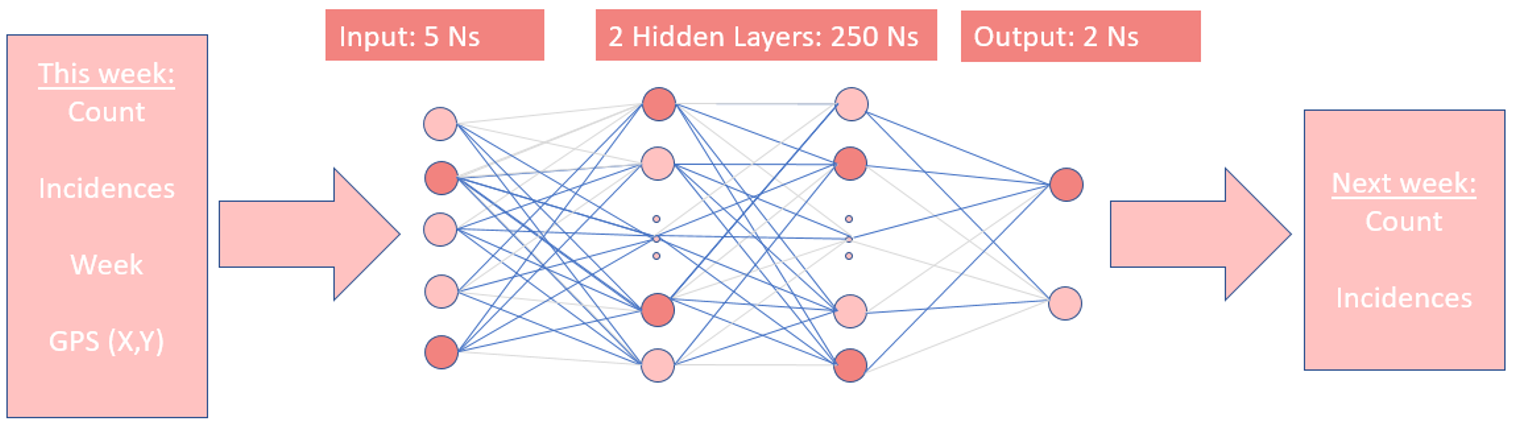 Input: 5 Ns
2 Hidden Layers: 250 Ns
Output: 2 Ns
This week:
Count
Incidences
Week
GPS (X,Y)
Next week:
Count
Incidences